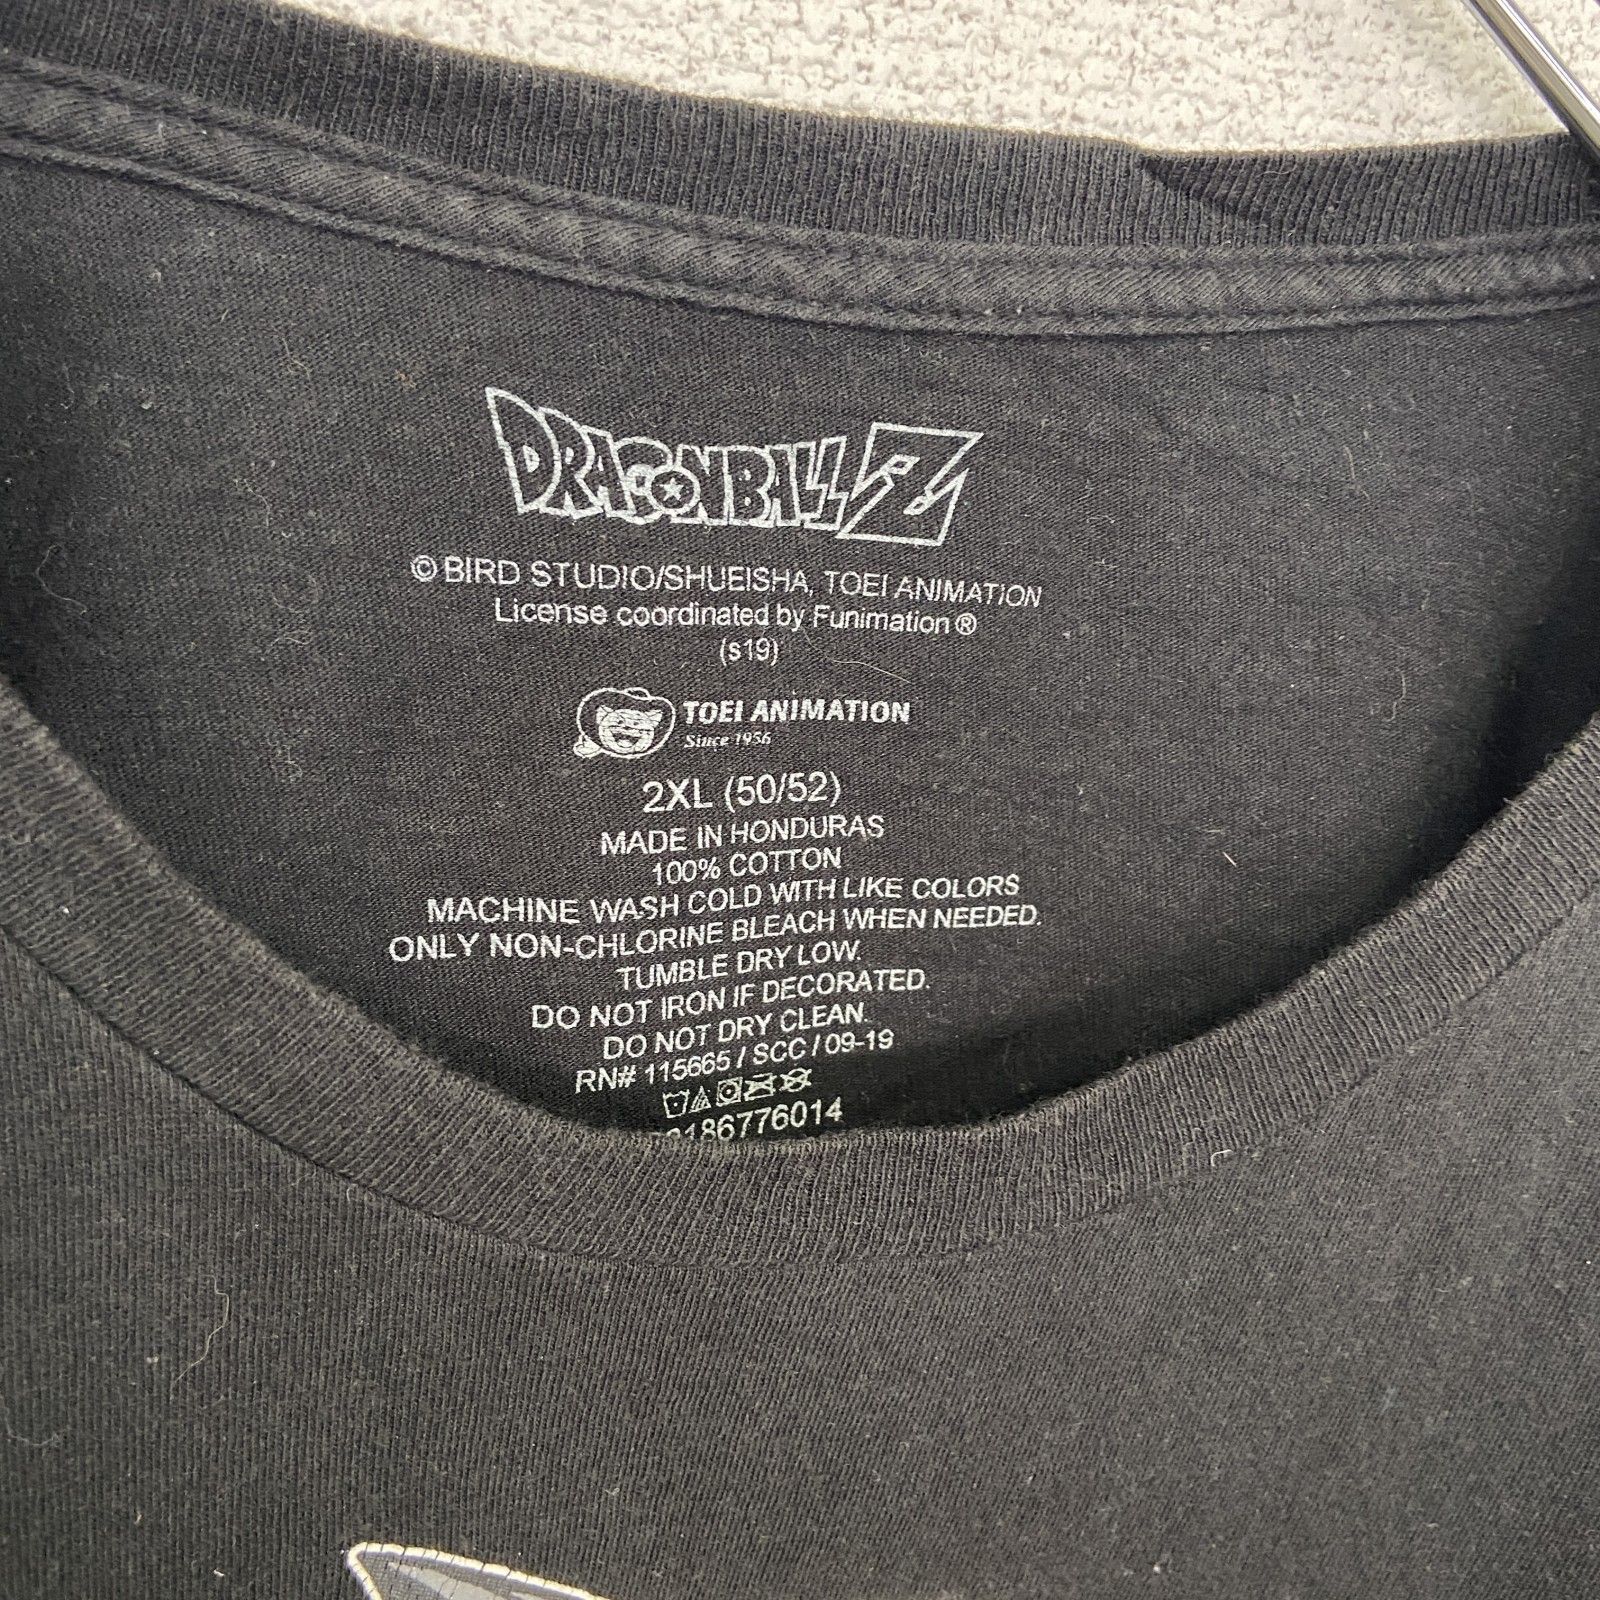 DRAGONBALL Z
© BIRD STUDIO/SHUEISHA, TOEI ANIMATION
License coordinated by Funimation ®
(s19)
TOEI ANIMATION
Since 1956
2XL (50/52)
MADE IN HONDURAS
100% COTTON
MACHINE WASH COLD WITH LIKE COLORS
ONLY NON-CHLORINE BLEACH WHEN NEEDED.
TUMBLE DRY LOW.
DO NOT IRON IF DECORATED.
DO NOT DRY CLEAN.
RN# 115665 / SCC / 09-19